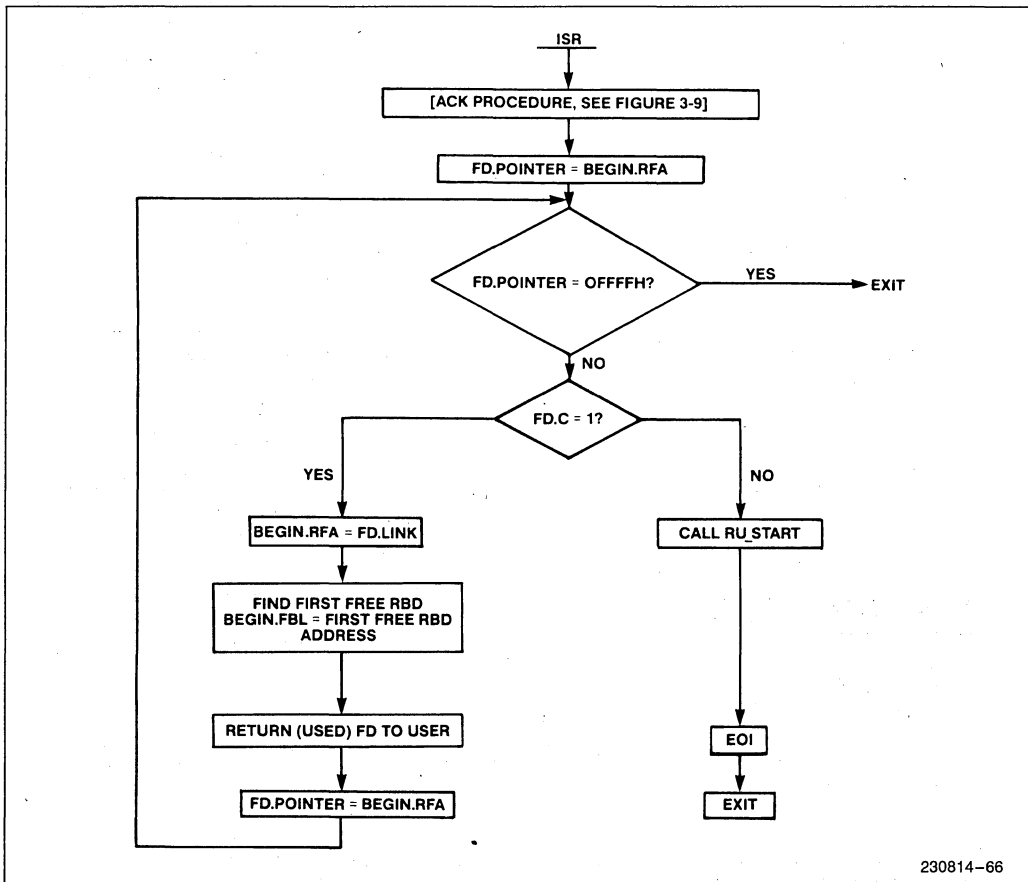 ISR
[ACK PROCEDURE, SEE FIGURE 3-9]
FD.POINTER = BEGIN.RFA
FD.POINTER = OFFFFH?
YES
EXIT
NO
FD.C = 1?
YES
NO
BEGIN.RFA = FD.LINK
CALL RU_START
FIND FIRST FREE RBD
BEGIN.FBL = FIRST FREE RBD
ADDRESS
RETURN (USED) FD TO USER
EOI
FD.POINTER = BEGIN.RFA
EXIT
230814-66